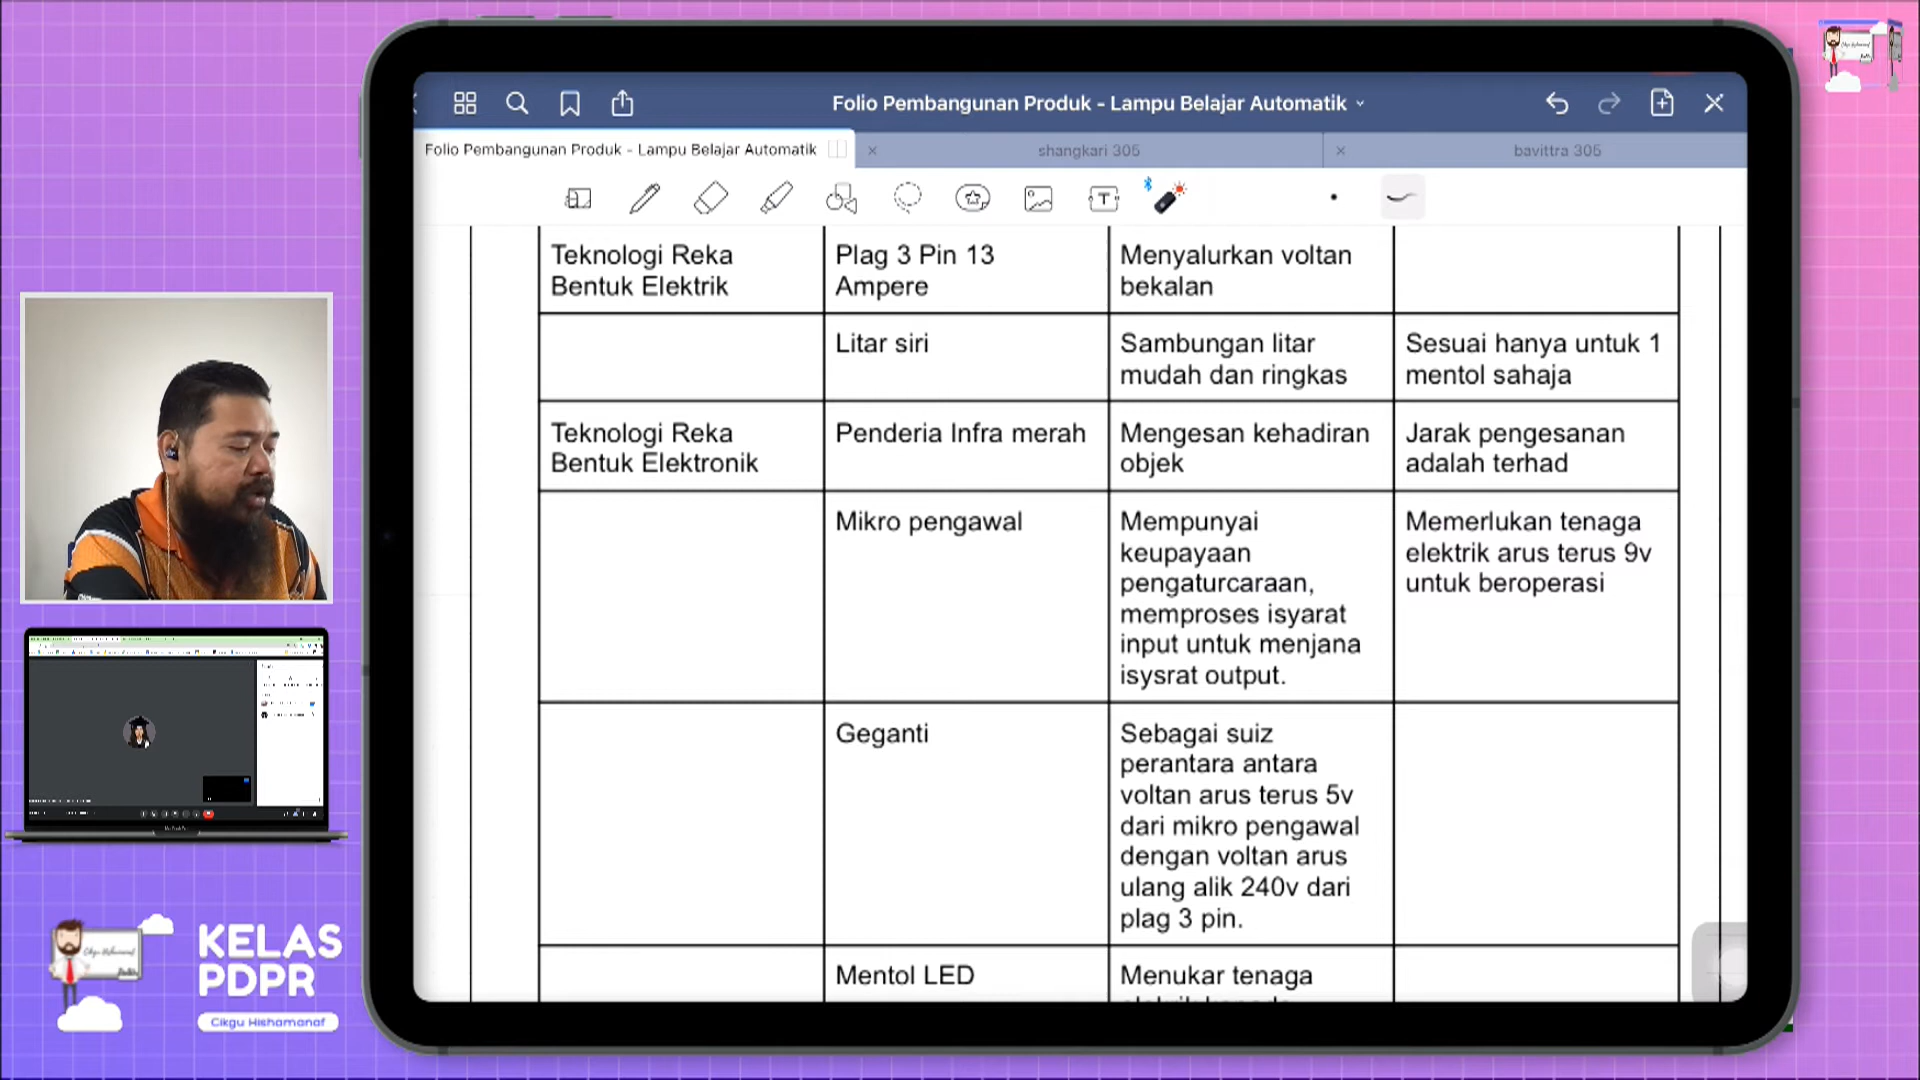 Folio Pembangunan Produk - Lampu Belajar Automatik
Folio Pembangunan Produk - Lampu Belajar Automatik
shangkari 305
bavittra 305
Teknologi Reka
Bentuk Elektrik
Plag 3 Pin 13
Ampere
Menyalurkan voltan
bekalan
Litar siri
Sambungan litar
mudah dan ringkas
Sesuai hanya untuk 1
mentol sahaja
Teknologi Reka
Bentuk Elektronik
Penderia Infra merah
Mengesan kehadiran
objek
Jarak pengesanan
adalah terhad
Mikro pengawal
Mempunyai
keupayaan
pengaturcaraan,
memproses isyarat
input untuk menjana
isysrat output.
Memerlukan tenaga
elektrik arus terus 9v
untuk beroperasi
Geganti
Sebagai suiz
perantara antara
voltan arus terus 5v
dari mikro pengawal
dengan voltan arus
ulang alik 240v dari
plag 3 pin.
Mentol LED
Menukar tenaga
KELAS
PDPR
Cikgu Hishamanaf